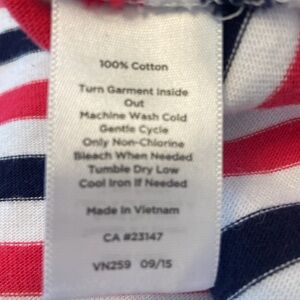 100% Cotton
Turn Garment Inside
Out
Machine Wash Cold
Gentle Cycle
Only Non-Chlorine
Bleach When Needed
Tumble Dry Low
Cool Iron If Needed
Made In Vietnam
CA #23147
VN259 09/15